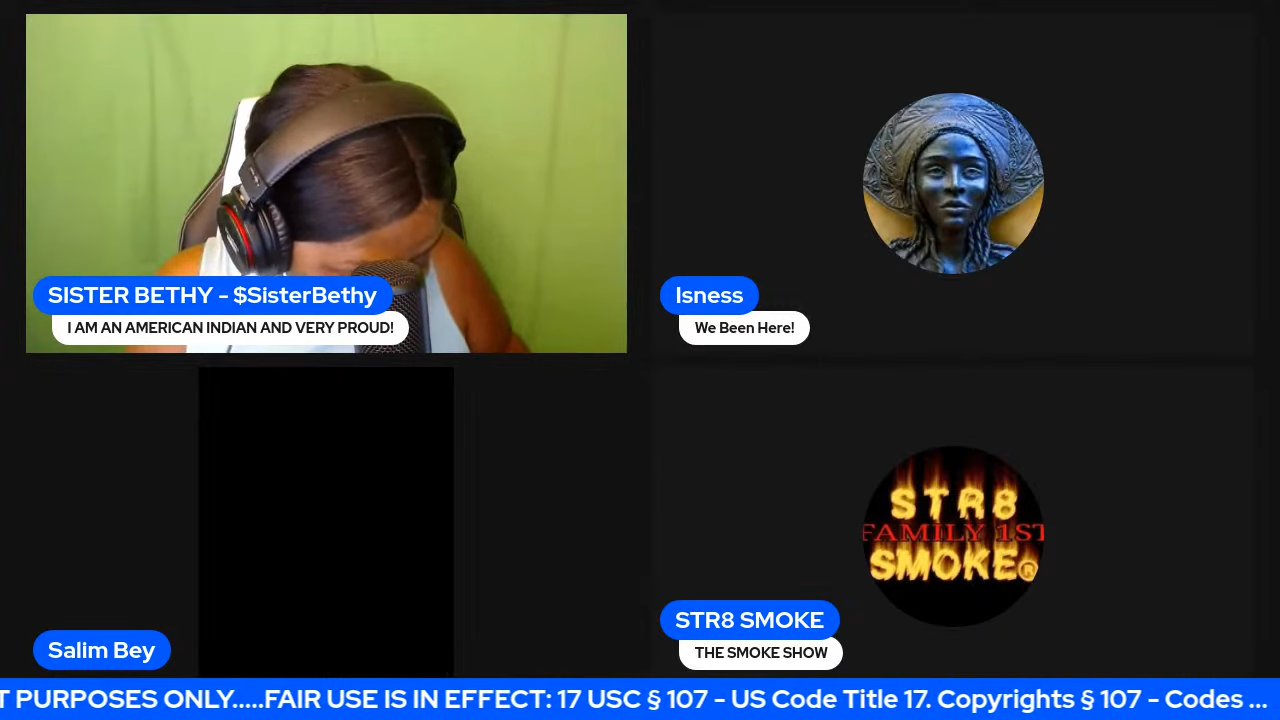 SISTER BETHY - $SisterBethy
I AM AN AMERICAN INDIAN AND VERY PROUD!
Isness
We Been Here!
Salim Bey
STR8
FAMILY 1ST
SMOKE®
STR8 SMOKE
THE SMOKE SHOW
T PURPOSES ONLY.....FAIR USE IS IN EFFECT: 17 USC § 107 - US Code Title 17. Copyrights § 107 - Codes ...